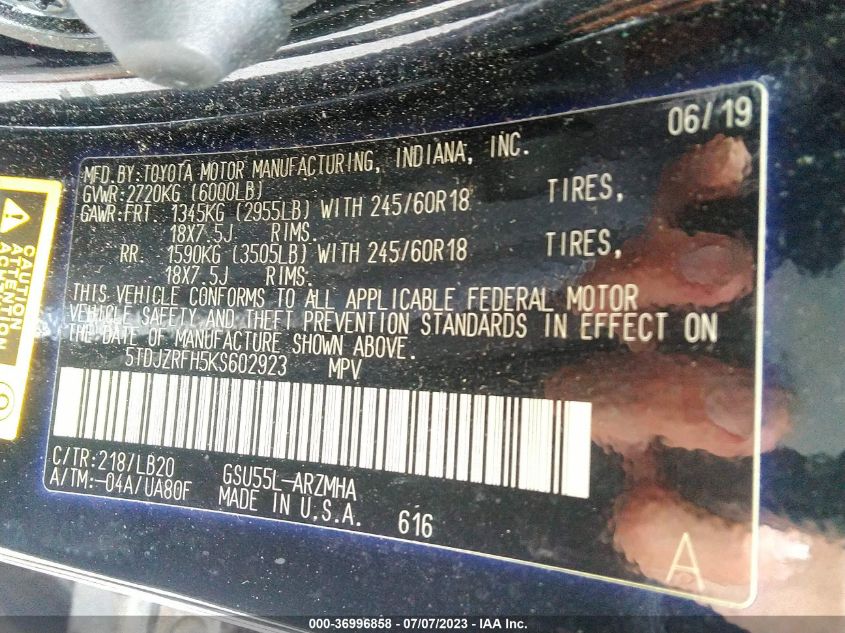 06/19
MFD.BY:TOYOTA MOTOR MANUFACTURING, INDIANA, INC.
GVWR:2720KG (6000LB)
GAWR:FRT. 1345KG (2955LB) WITH 245/60R18 TIRES,
18X7.5J RIMS.
RR. 1590KG (3505LB) WITH 245/60R18 TIRES,
18X7.5J RIMS.
THIS VEHICLE CONFORMS TO ALL APPLICABLE FEDERAL MOTOR
VEHICLE SAFETY AND THEFT PREVENTION STANDARDS IN EFFECT ON
THE DATE OF MANUFACTURE SHOWN ABOVE.
5TDJZRFH5KS602923 MPV
C/TR:218/LB20 GSU55L-ARZMHA
A/TM:-04A/UA80F MADE IN U.S.A. 616
A
CAUTION
ATTENTION
000-36996858 - 07/07/2023 - IAA Inc.